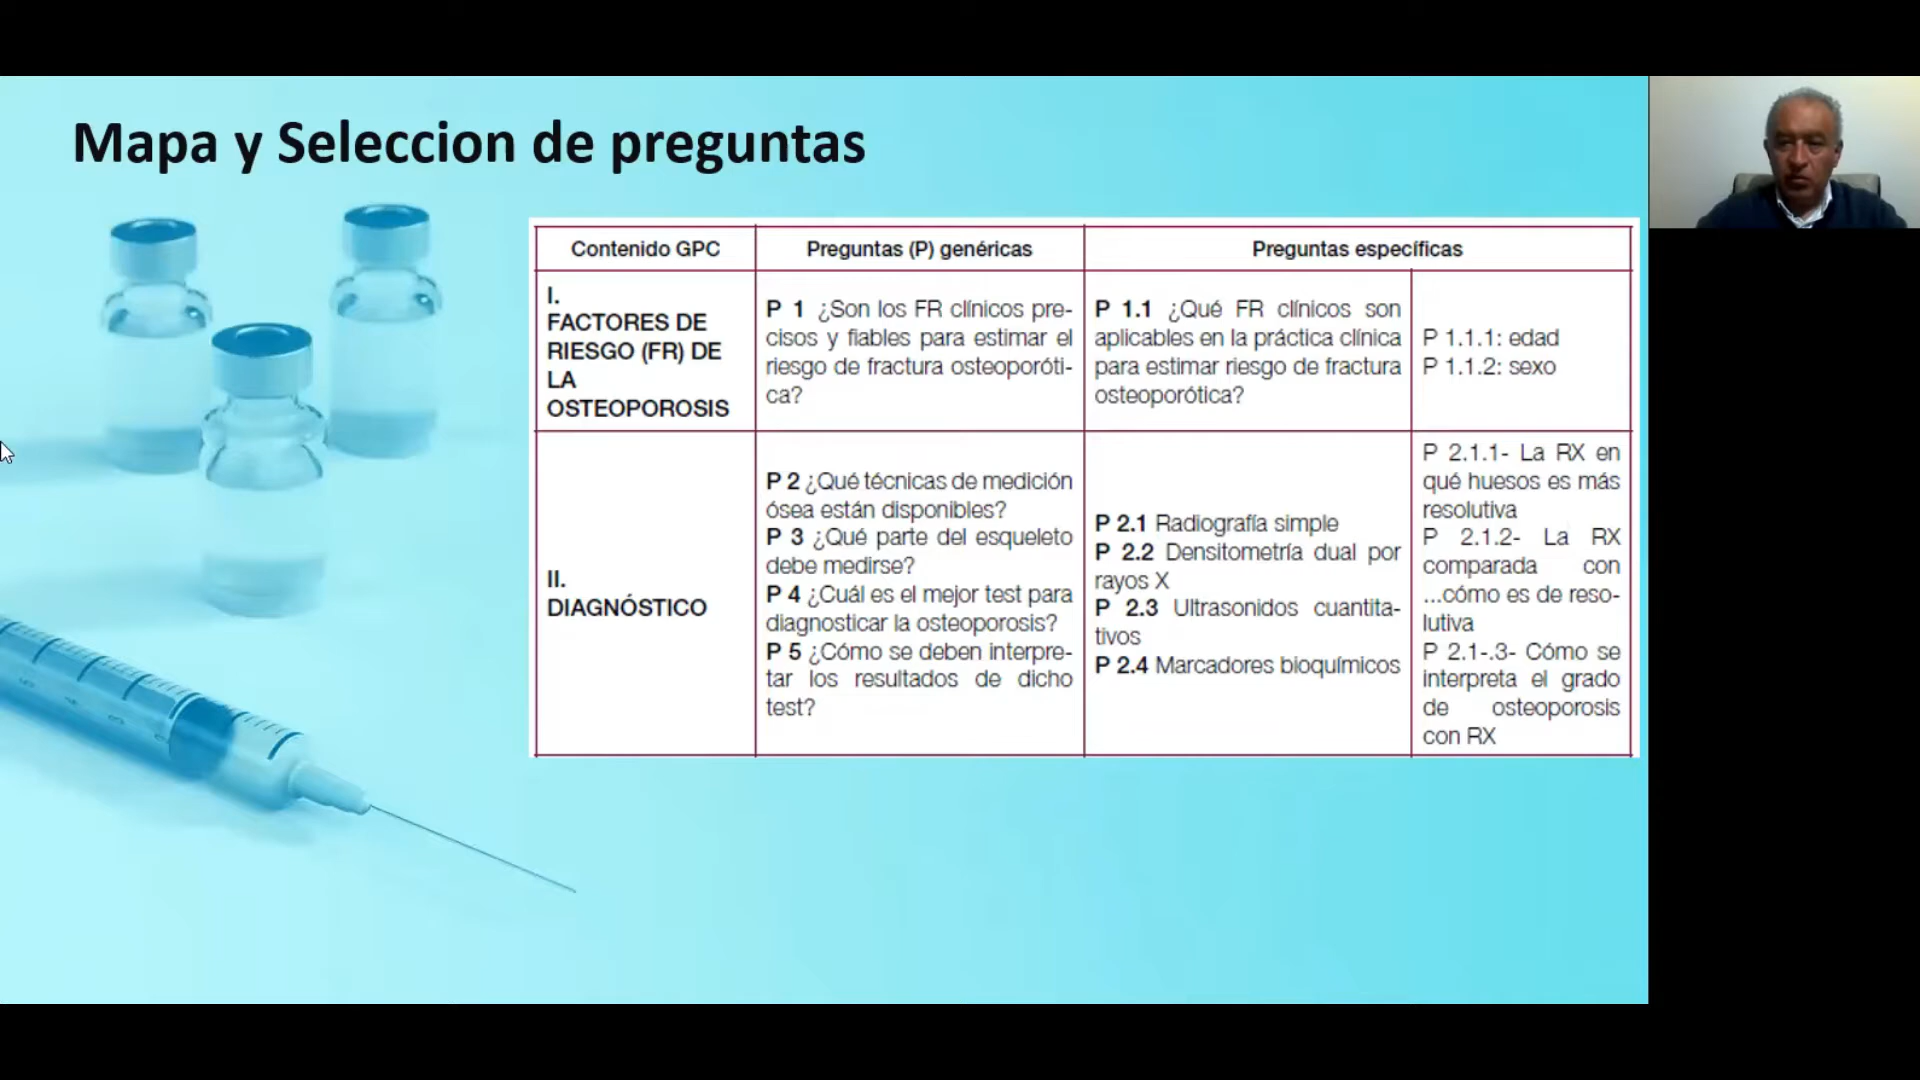 Mapa y Seleccion de preguntas
Contenido GPC
Preguntas (P) genéricas
Preguntas específicas
I.
FACTORES DE
RIESGO (FR) DE
LA
OSTEOPOROSIS
P 1 ¿Son los FR clínicos pre-
cisos y fiables para estimar el
riesgo de fractura osteoporóti-
ca?
P 1.1 ¿Qué FR clínicos son
aplicables en la práctica clínica
para estimar riesgo de fractura
osteoporótica?
P 1.1.1: edad
P 1.1.2: sexo
II.
DIAGNÓSTICO
P 2 ¿Qué técnicas de medición
ósea están disponibles?
P 3 ¿Qué parte del esqueleto
debe medirse?
P 4 ¿Cuál es el mejor test para
diagnosticar la osteoporosis?
P 5 ¿Cómo se deben interpre-
tar los resultados de dicho
test?
P 2.1 Radiografía simple
P 2.2 Densitometría dual por
rayos X
P 2.3 Ultrasonidos cuantita-
tivos
P 2.4 Marcadores bioquímicos
P 2.1.1- La RX en
qué huesos es más
resolutiva
P 2.1.2- La RX
comparada con
...cómo es de reso-
lutiva
P 2.1-.3- Cómo se
interpreta el grado
de osteoporosis
con RX